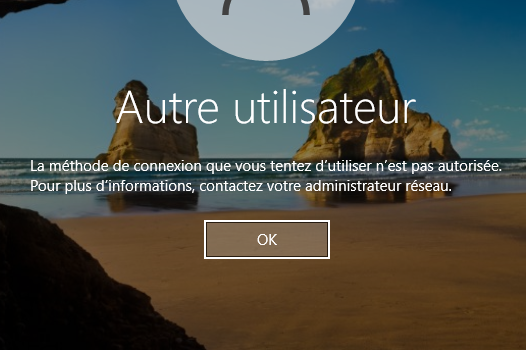 Autre utilisateur
La méthode de connexion que vous tentez d’utiliser n’est pas autorisée.
Pour plus d’informations, contactez votre administrateur réseau.
OK